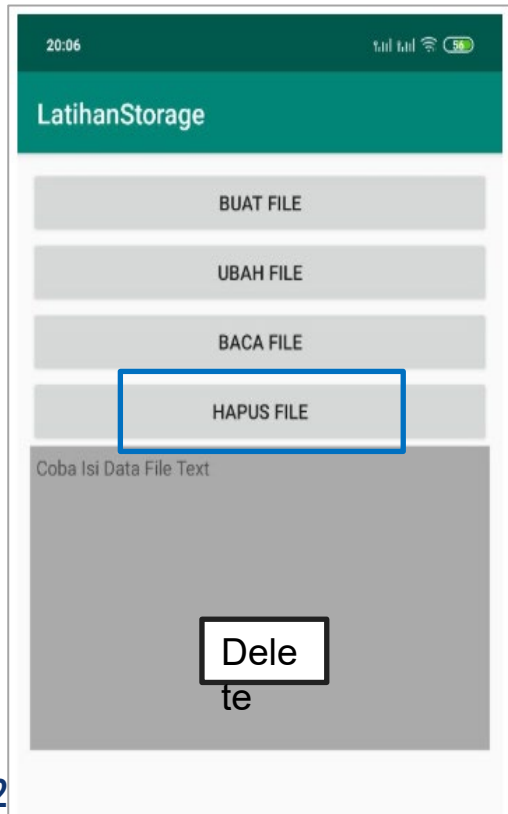 20:06
56
LatihanStorage
BUAT FILE
UBAH FILE
BACA FILE
HAPUS FILE
Coba Isi Data File Text
Dele
te
2